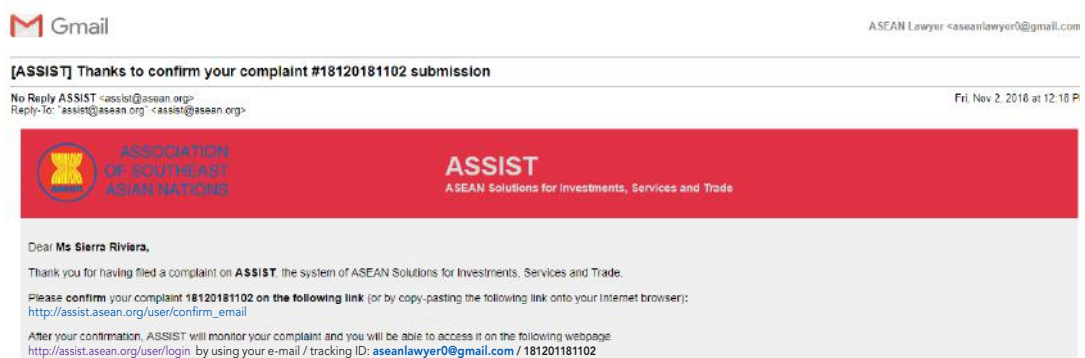 Gmail
ASEAN Lawyer <aseanlawyer0@gmail.com
[ASSIST] Thanks to confirm your complaint #18120181102 submission
No Reply ASSIST <assist@asean.org>
Reply-To: "assist@asean.org" <assist@asean.org>
Fri, Nov 2, 2018 at 12:18 P
ASSOCIATION
OF SOUTHEAST
ASIAN NATIONS
asean
ASSIST
ASEAN Solutions for Investments, Services and Trade
Dear Ms Sierra Riviera,
Thank you for having filed a complaint on ASSIST, the system of ASEAN Solutions for Investments, Services and Trade.
Please confirm your complaint 18120181102 on the following link (or by copy-pasting the following link onto your Internet browser):
http://assist.asean.org/user/confirm_email
After your confirmation, ASSIST will monitor your complaint and you will be able to access it on the following webpage
http://assist.asean.org/user/login by using your e-mail / tracking ID: aseanlawyer0@gmail.com / 181201181102